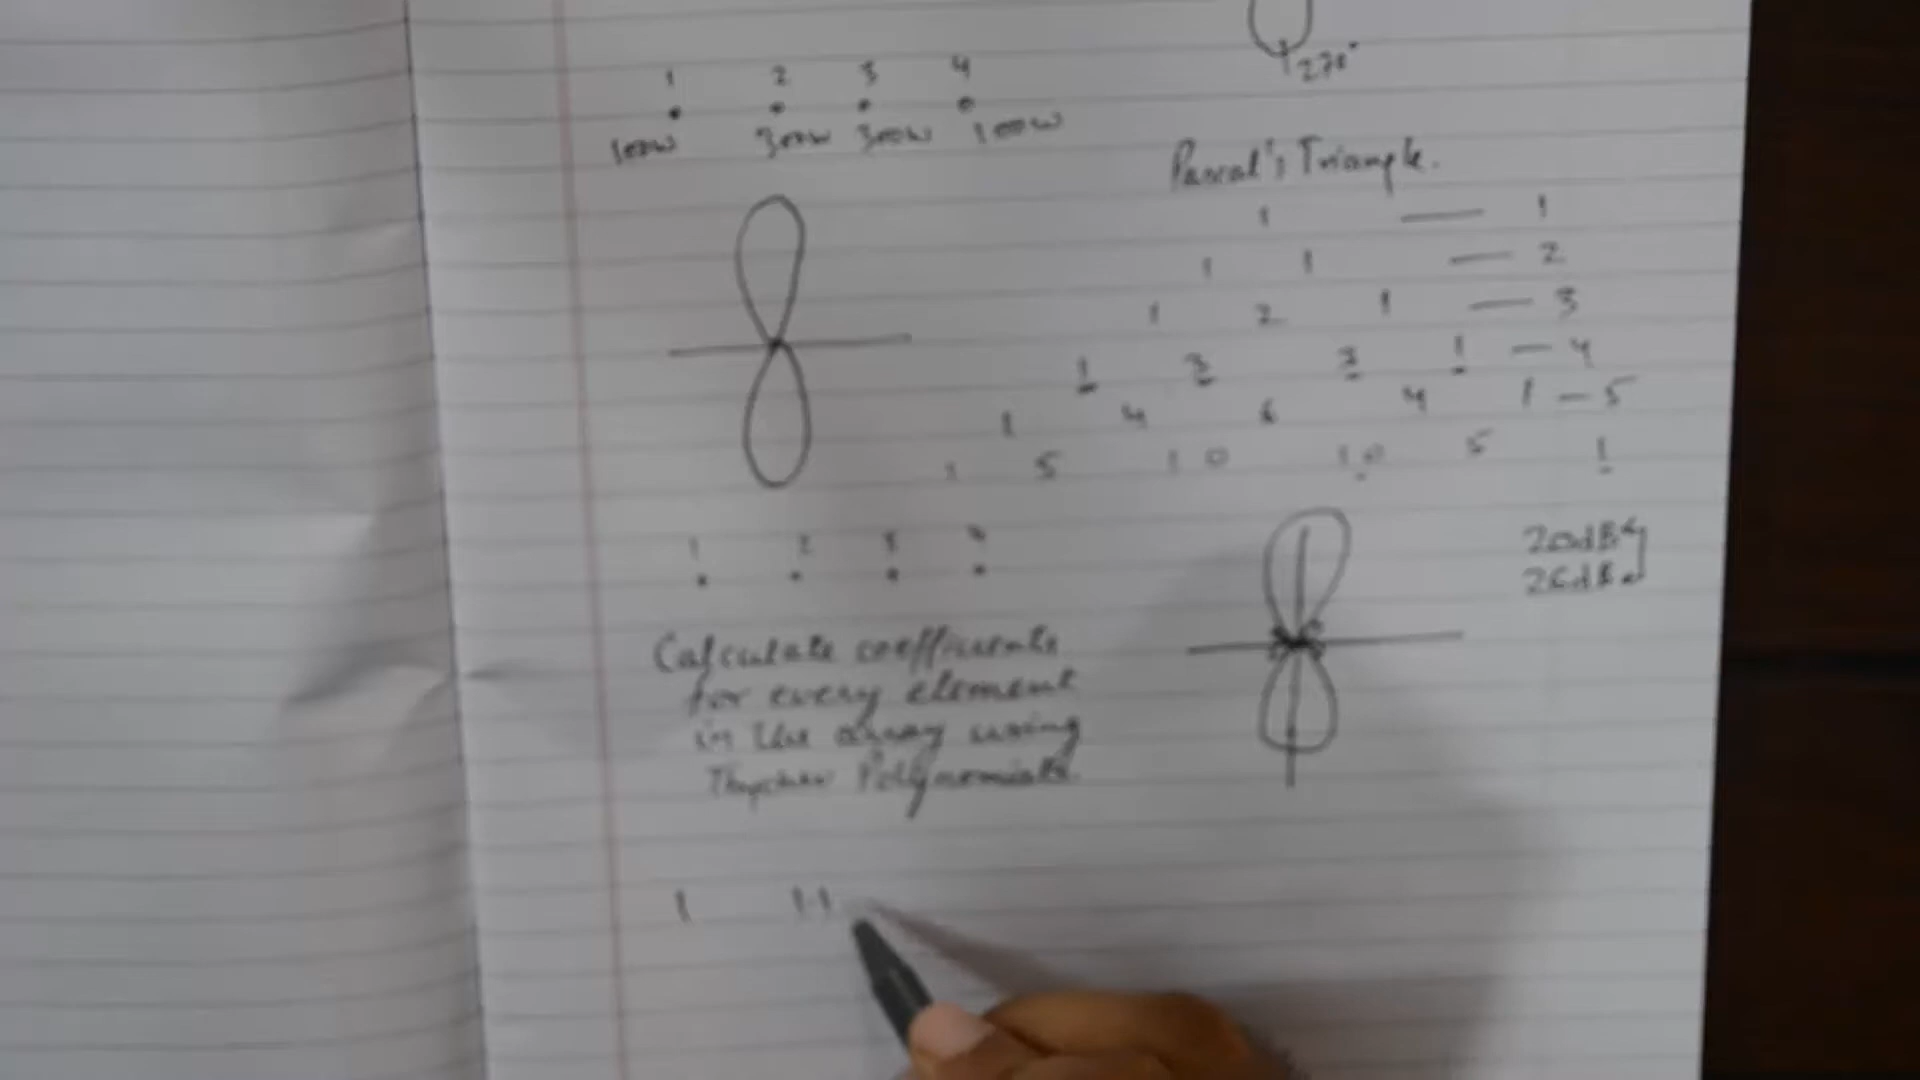 270°
1 2 3 4
100W 300W 300W 100W
Pascal's Triangle.
1 — 1
1 1 — 2
1 2 1 — 3
1 3 3 1 — 4
1 4 6 4 1 — 5
1 5 10 10 5 1
1 2 3 4
20dB
26dB
Calculate coefficients
for every element
in the array using
Polynomials.
1 1.1